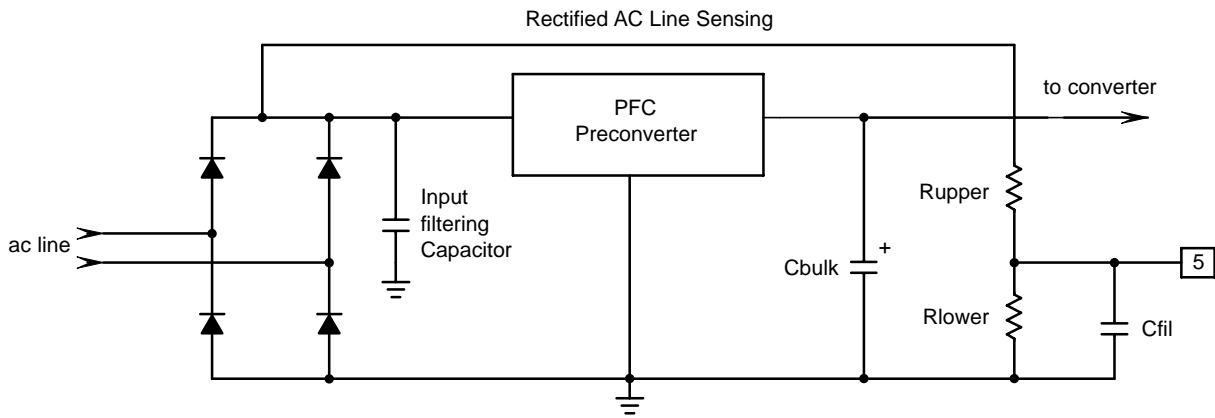 Rectified AC Line Sensing
to converter
PFC
Preconverter
Rupper
Input
filtering
Capacitor
ac line
5
Cbulk
+
Rlower
Cfil